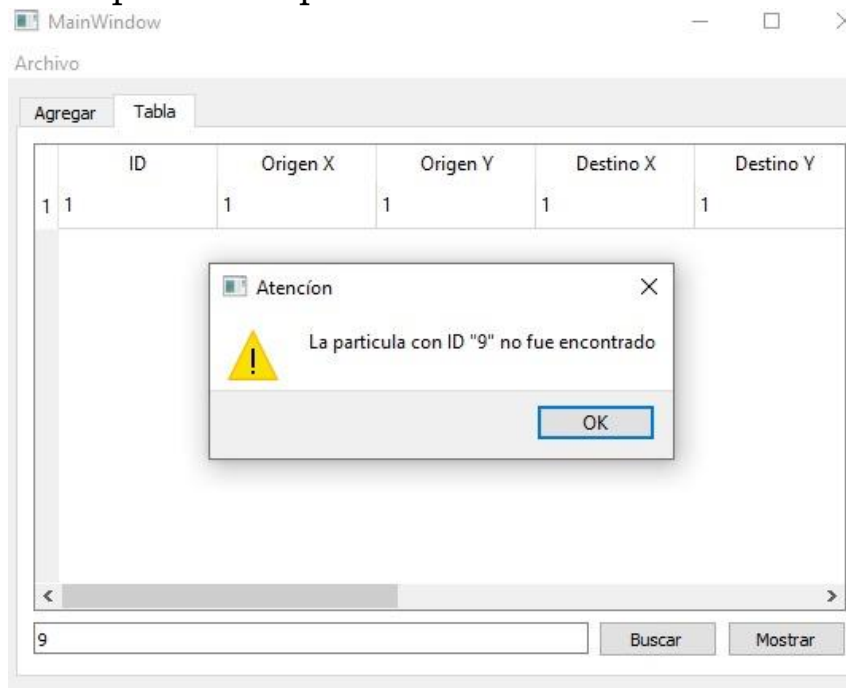 MainWindow
Archivo
Agregar Tabla
ID Origen X Origen Y Destino X Destino Y
1 1 1 1 1 1
Atencíon
La particula con ID "9" no fue encontrado
OK
9 Buscar Mostrar